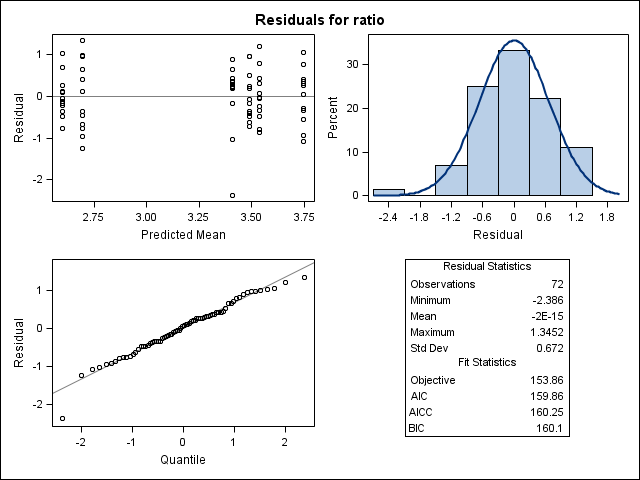 Residuals for ratio
Residual
1
0
-1
-2
2.75 3.00 3.25 3.50 3.75
Predicted Mean
Percent
30
20
10
0
-2.4 -1.8 -1.2 -0.6 0 0.6 1.2 1.8
Residual
Residual
1
0
-1
-2
-2 -1 0 1 2
Quantile
Residual Statistics
Observations 72
Minimum -2.386
Mean -2E-15
Maximum 1.3452
Std Dev 0.672
Fit Statistics
Objective 153.86
AIC 159.86
AICC 160.25
BIC 160.1